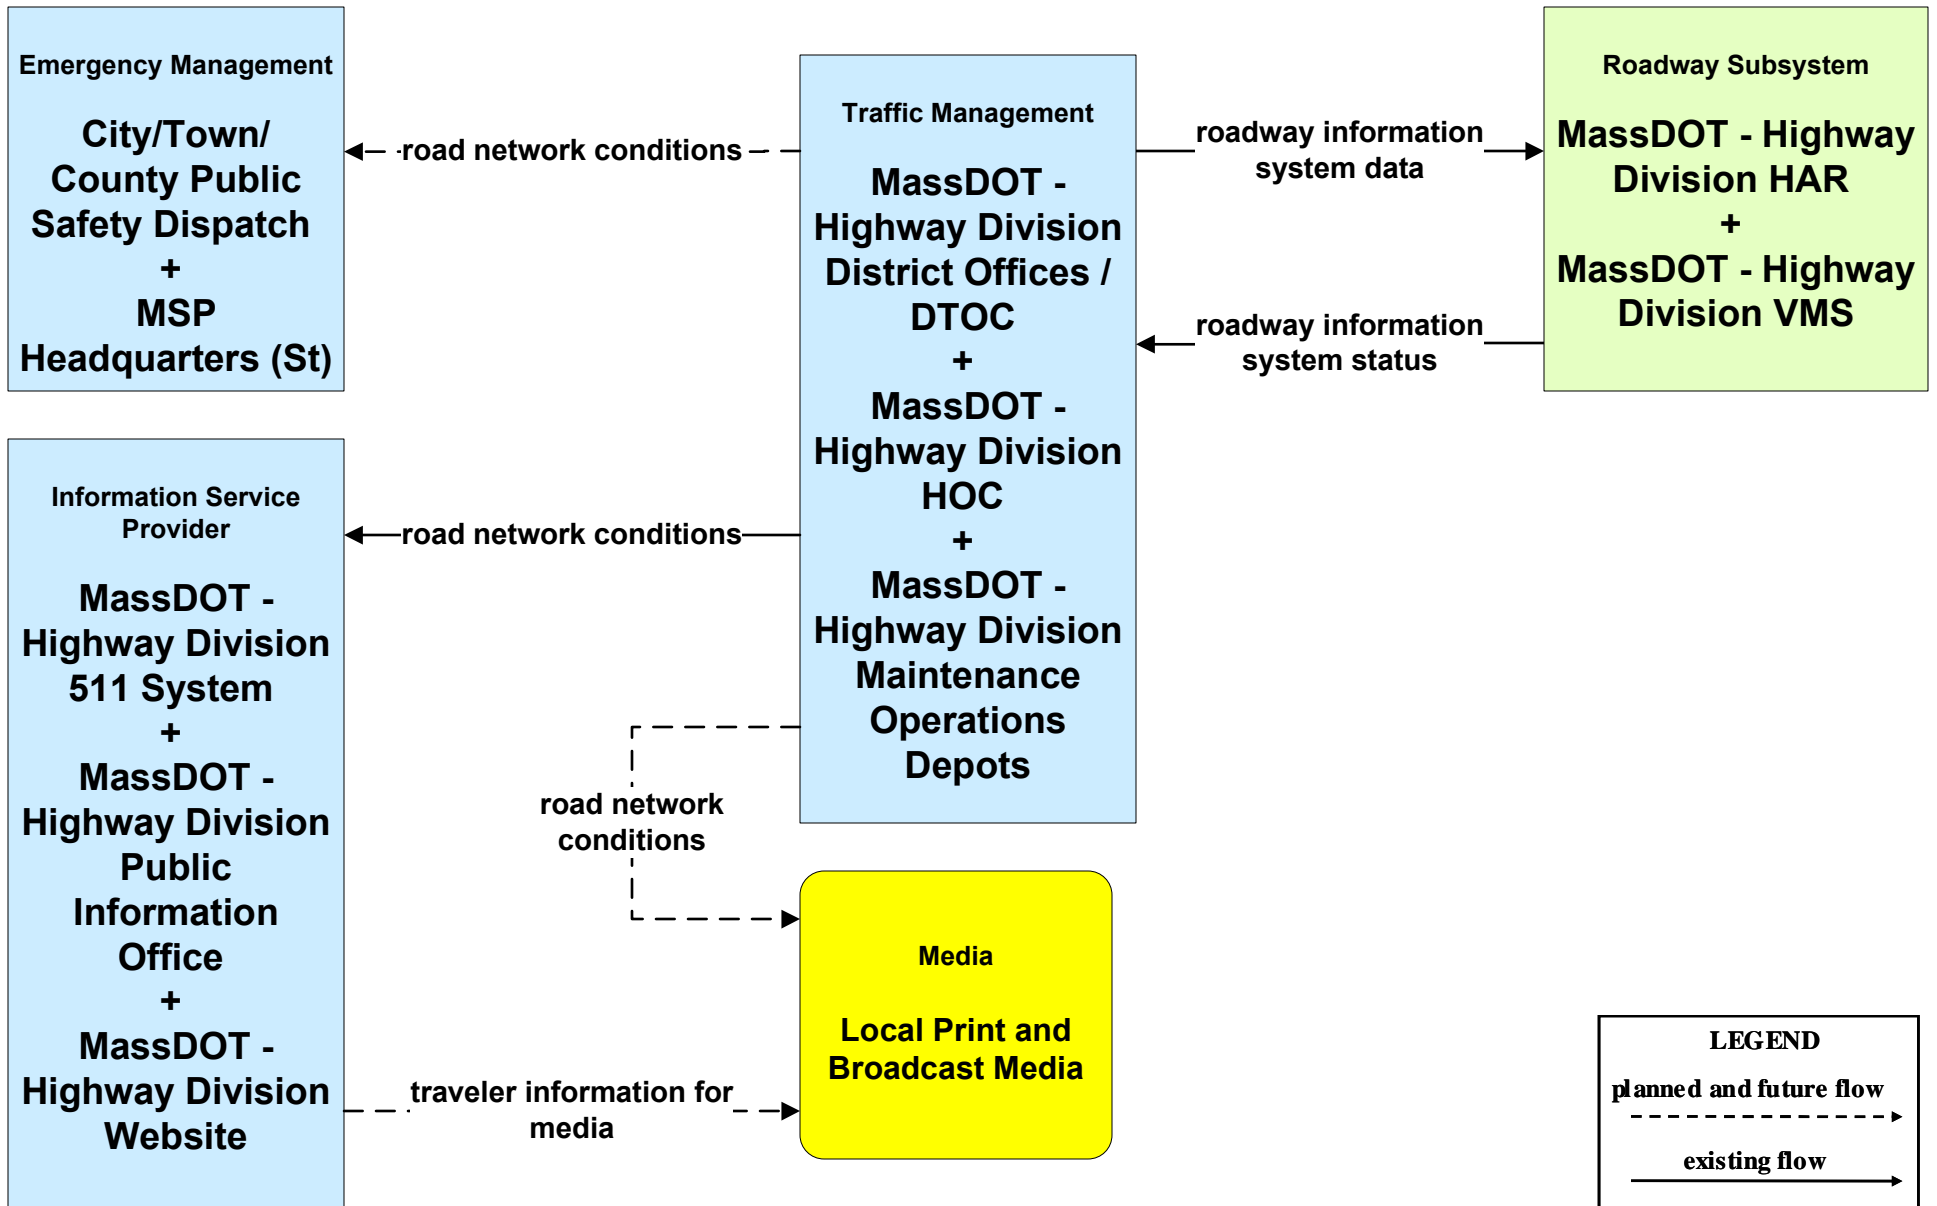 Emergency Management
City/Town/
County Public
Safety Dispatch
+
MSP
Headquarters (St)
road network conditions
Traffic Management
MassDOT -
Highway Division
District Offices /
DTOC
+
MassDOT -
Highway Division
HOC
+
MassDOT -
Highway Division
Maintenance
Operations
Depots
roadway information
system data
roadway information
system status
Roadway Subsystem
MassDOT - Highway
Division HAR
+
MassDOT - Highway
Division VMS
Information Service
Provider
MassDOT -
Highway Division
511 System
+
MassDOT -
Highway Division
Public
Information
Office
+
MassDOT -
Highway Division
Website
road network conditions
road network
conditions
traveler information for
media
Media
Local Print and
Broadcast Media
LEGEND
planned and future flow
existing flow